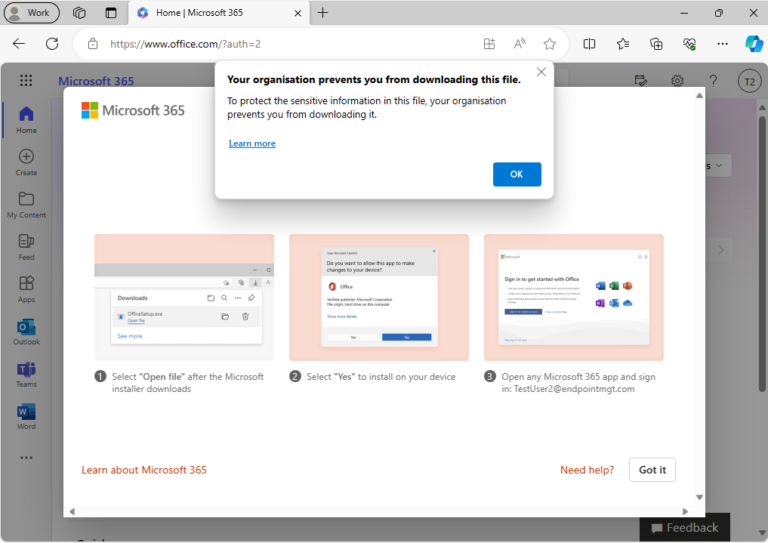 Work
Home | Microsoft 365
https://www.office.com/?auth=2
Microsoft 365
T2
Your organisation prevents you from downloading this file.
To protect the sensitive information in this file, your organisation
prevents you from downloading it.
Learn more
OK
Home
Create
My Content
Feed
Apps
Outlook
Teams
Word
Microsoft 365
Downloads
OfficeSetup.exe
Open file
See more
User Account Control
Do you want to allow this app to make
changes to your device?
Office
Verified publisher: Microsoft Corporation
File origin: Hard drive on this computer
Show more details
Yes
Microsoft
Sign in to get started with Office
1 Select "Open file" after the Microsoft
installer downloads
2 Select "Yes" to install on your device
3 Open any Microsoft 365 app and sign
in: TestUser2@endpointmgt.com
Learn about Microsoft 365
Need help?
Got it
Feedback